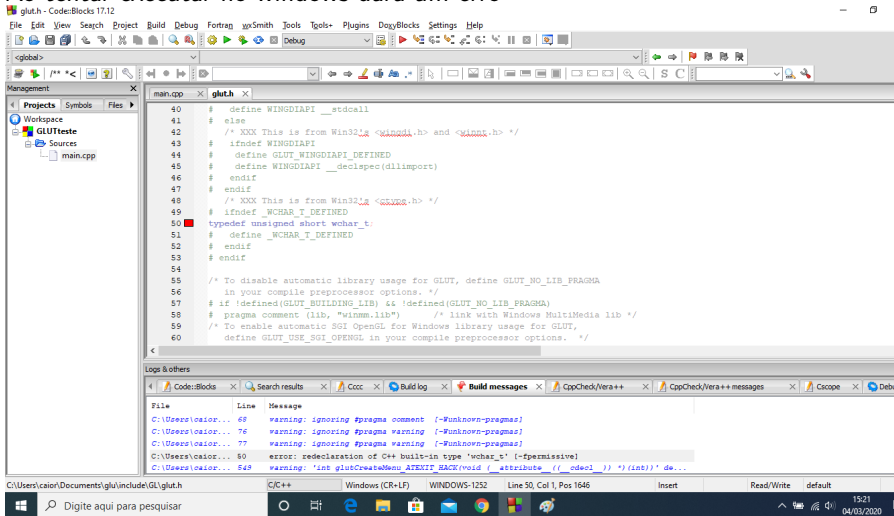 Ao tentar executar no windows dará um erro
glut.h - Code::Blocks 17.12
File Edit View Search Project Build Debug Fortran wxSmith Tools Tools+ Plugins DoxyBlocks Settings Help
Debug
<global>
/** *<
S C
Management
main.cpp glut.h
Projects Symbols Files
Workspace
GLUTteste
Sources
main.cpp
40 # define WINGDIAPI __stdcall
41 # else
42 /* XXX This is from Win32's <wingdi.h> and <winnt.h> */
43 # ifndef WINGDIAPI
44 # define GLUT_WINGDIAPI_DEFINED
45 # define WINGDIAPI __declspec(dllimport)
46 # endif
47 # endif
48 /* XXX This is from Win32's <ctype.h> */
49 # ifndef _WCHAR_T_DEFINED
50 typedef unsigned short wchar_t;
51 # define _WCHAR_T_DEFINED
52 # endif
53 # endif
54
55 /* To disable automatic library usage for GLUT, define GLUT_NO_LIB_PRAGMA
56 in your compile preprocessor options. */
57 # if !defined(GLUT_BUILDING_LIB) && !defined(GLUT_NO_LIB_PRAGMA)
58 # pragma comment (lib, "winmm.lib") /* link with Windows MultiMedia lib */
59 /* To enable automatic SGI OpenGL for Windows library usage for GLUT,
60 define GLUT_USE_SGI_OPENGL in your compile preprocessor options. */
Logs & others
Code::Blocks Search results Cccc Build log Build messages CppCheck/Vera++ CppCheck/Vera++ messages Cscope Debu
File Line Message
C:\Users\caior... 68 warning: ignoring #pragma comment [-Wunknown-pragmas]
C:\Users\caior... 76 warning: ignoring #pragma warning [-Wunknown-pragmas]
C:\Users\caior... 77 warning: ignoring #pragma warning [-Wunknown-pragmas]
C:\Users\caior... 50 error: redeclaration of C++ built-in type 'wchar_t' [-fpermissive]
C:\Users\caior... 549 warning: 'int glutCreateMenu_ATEXIT_HACK(void (__attribute__((__cdecl__)) *)(int))' de...
C:\Users\caior\Documents\glu\include\GL\glut.h C/C++ Windows (CR+LF) WINDOWS-1252 Line 50, Col 1, Pos 1646 Insert Read/Write default
Digite aqui para pesquisar
15:21
04/03/2020